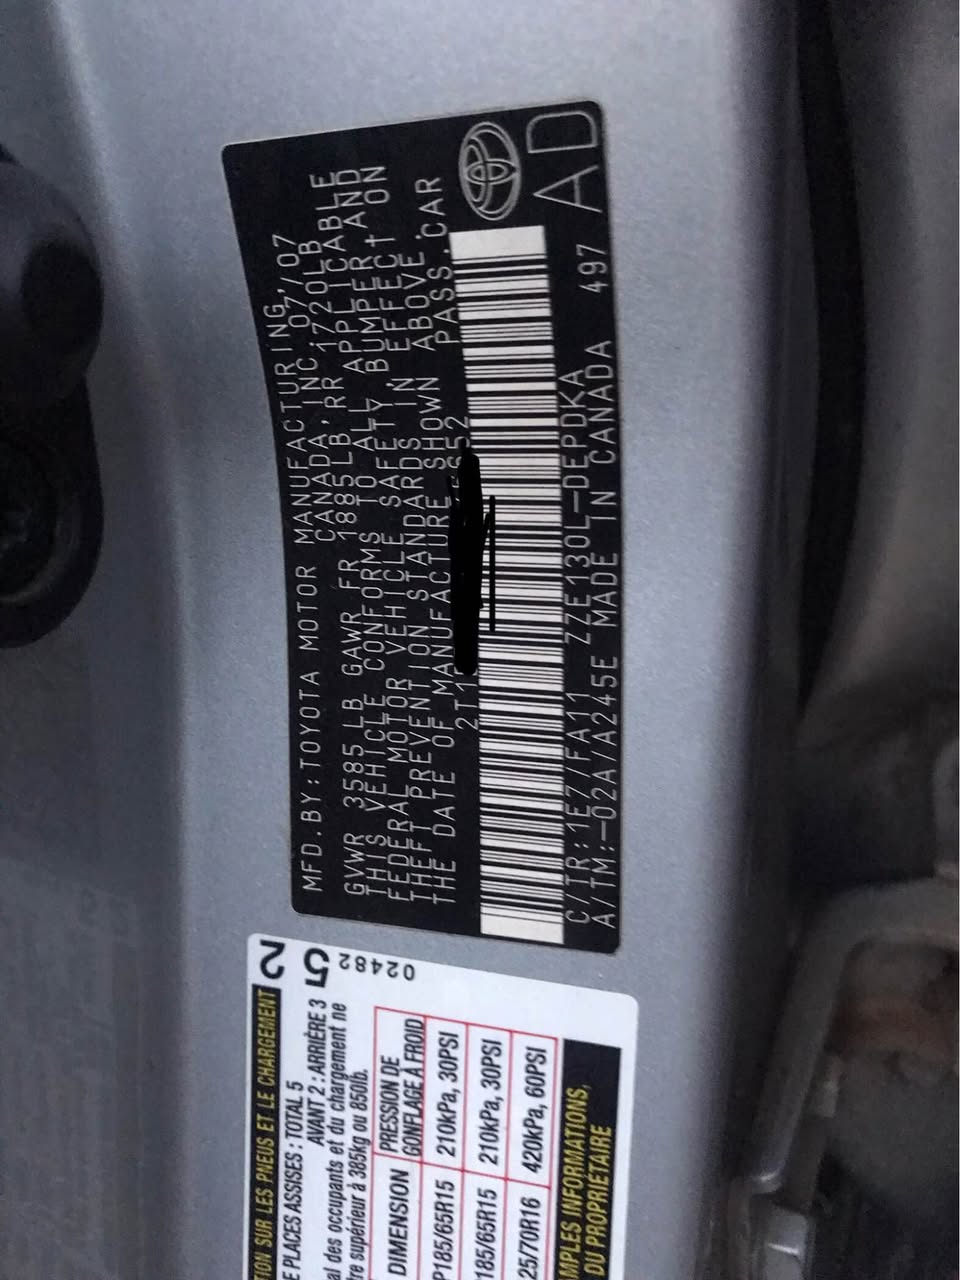 MFD.BY:TOYOTA MOTOR MANUFACTURING,
CANADA,INC. 07/07
GVWR 3585LB GAWR FR 1885LB,RR 1720LB
THIS VEHICLE CONFORMS TO ALL APPLICABLE
FEDERAL MOTOR VEHICLE SAFETY, BUMPER AND
THEFT PREVENTION STANDARDS IN EFFECT ON
THE DATE OF MANUFACTURE SHOWN ABOVE.
PASS.CAR
C/TR:1E7/FA11 ZZE130L-DEPDKA
A/TM:-02A/A245E MADE IN CANADA 497
AD
SUR LES PNEUS ET LE CHARGEMENT
PLACES ASSISES : TOTAL 5
AVANT 2 : ARRIÈRE 3
des occupants et du chargement ne
supérieur à 385kg ou 850lb.
2
5
02482
DIMENSION PRESSION DE
GONFLAGE À FROID
P185/65R15 210kPa, 30PSI
185/65R15 210kPa, 30PSI
25/70R16 420kPa, 60PSI
INFORMATIONS,
DU PROPRIÉTAIRE